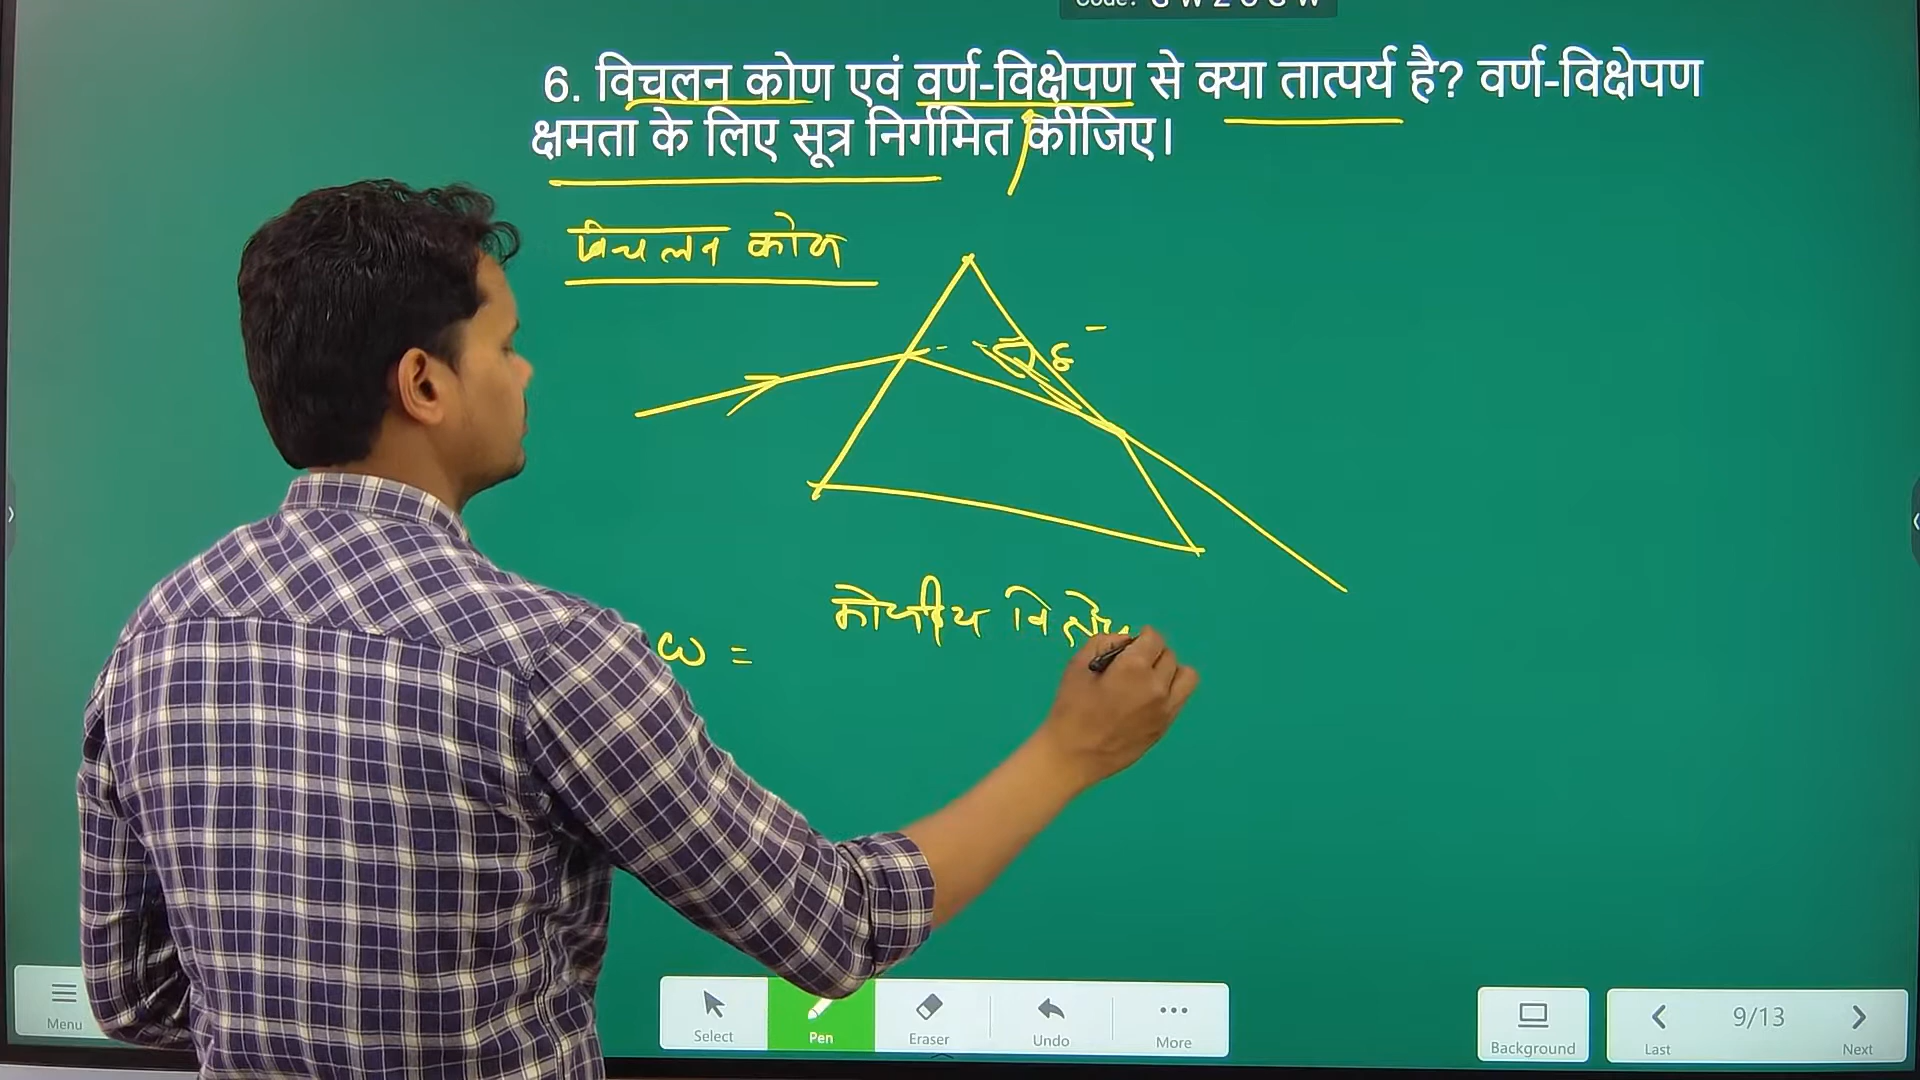 6. विचलन कोण एवं वर्ण-विक्षेपण से क्या तात्पर्य है? वर्ण-विक्षेपण
क्षमता के लिए सूत्र निर्गमित कीजिए।
विचलन कोण
δ
ω = कोणीय
Menu
Select
Pen
Eraser
Undo
More
Background
Last
9/13
Next